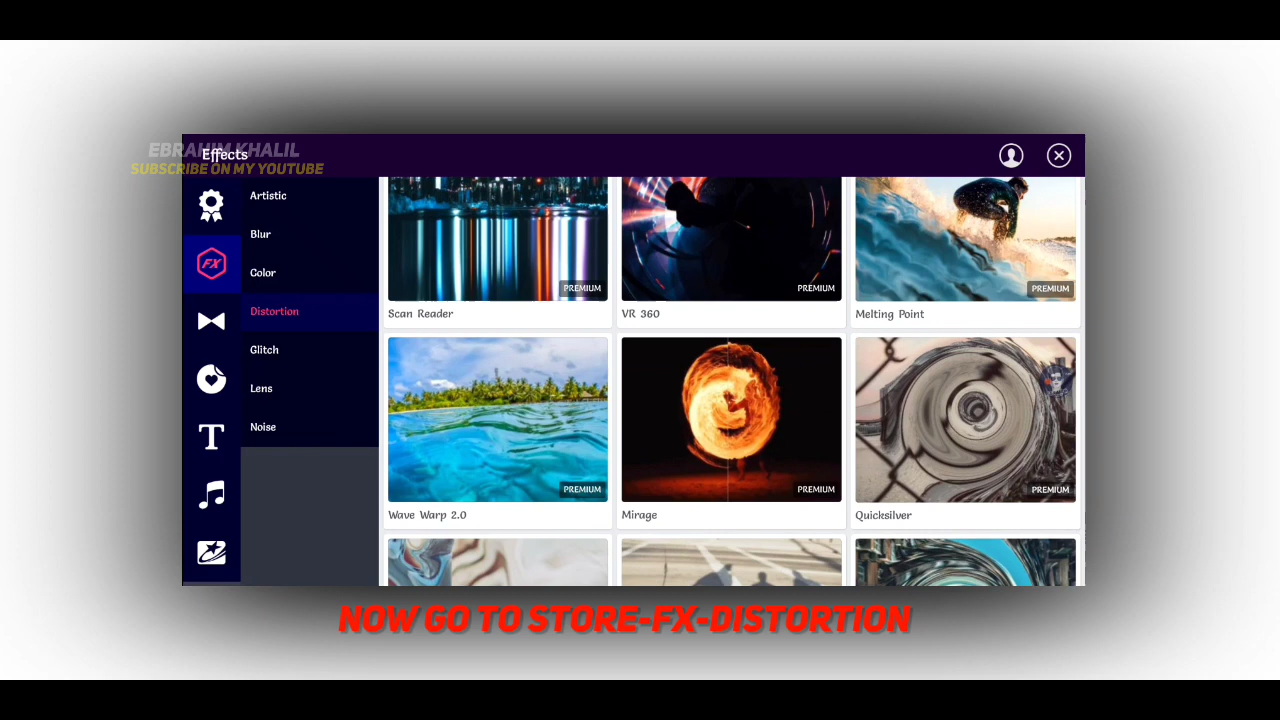 EBRAHIM KHALIL
Effects
SUBSCRIBE ON MY YOUTUBE
FX
T
Artistic
Blur
Color
Distortion
Glitch
Lens
Noise
PREMIUM
PREMIUM
PREMIUM
Scan Reader
VR 360
Melting Point
PREMIUM
PREMIUM
PREMIUM
Wave Warp 2.0
Mirage
Quicksilver
NOW GO TO STORE-FX-DISTORTION